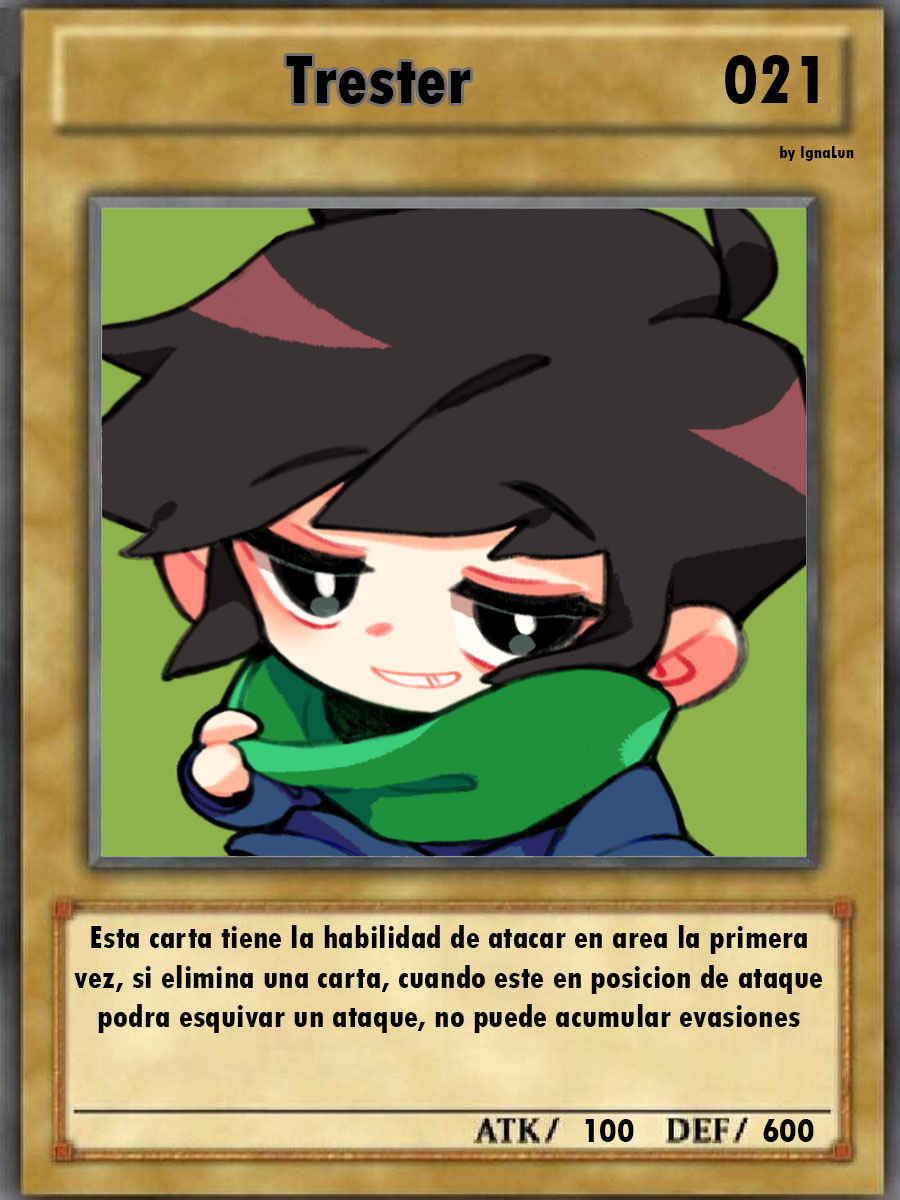 Trester 021
by IgnaLun
Esta carta tiene la habilidad de atacar en area la primera
vez, si elimina una carta, cuando este en posicion de ataque
podra esquivar un ataque, no puede acumular evasiones
ATK/ 100 DEF/ 600